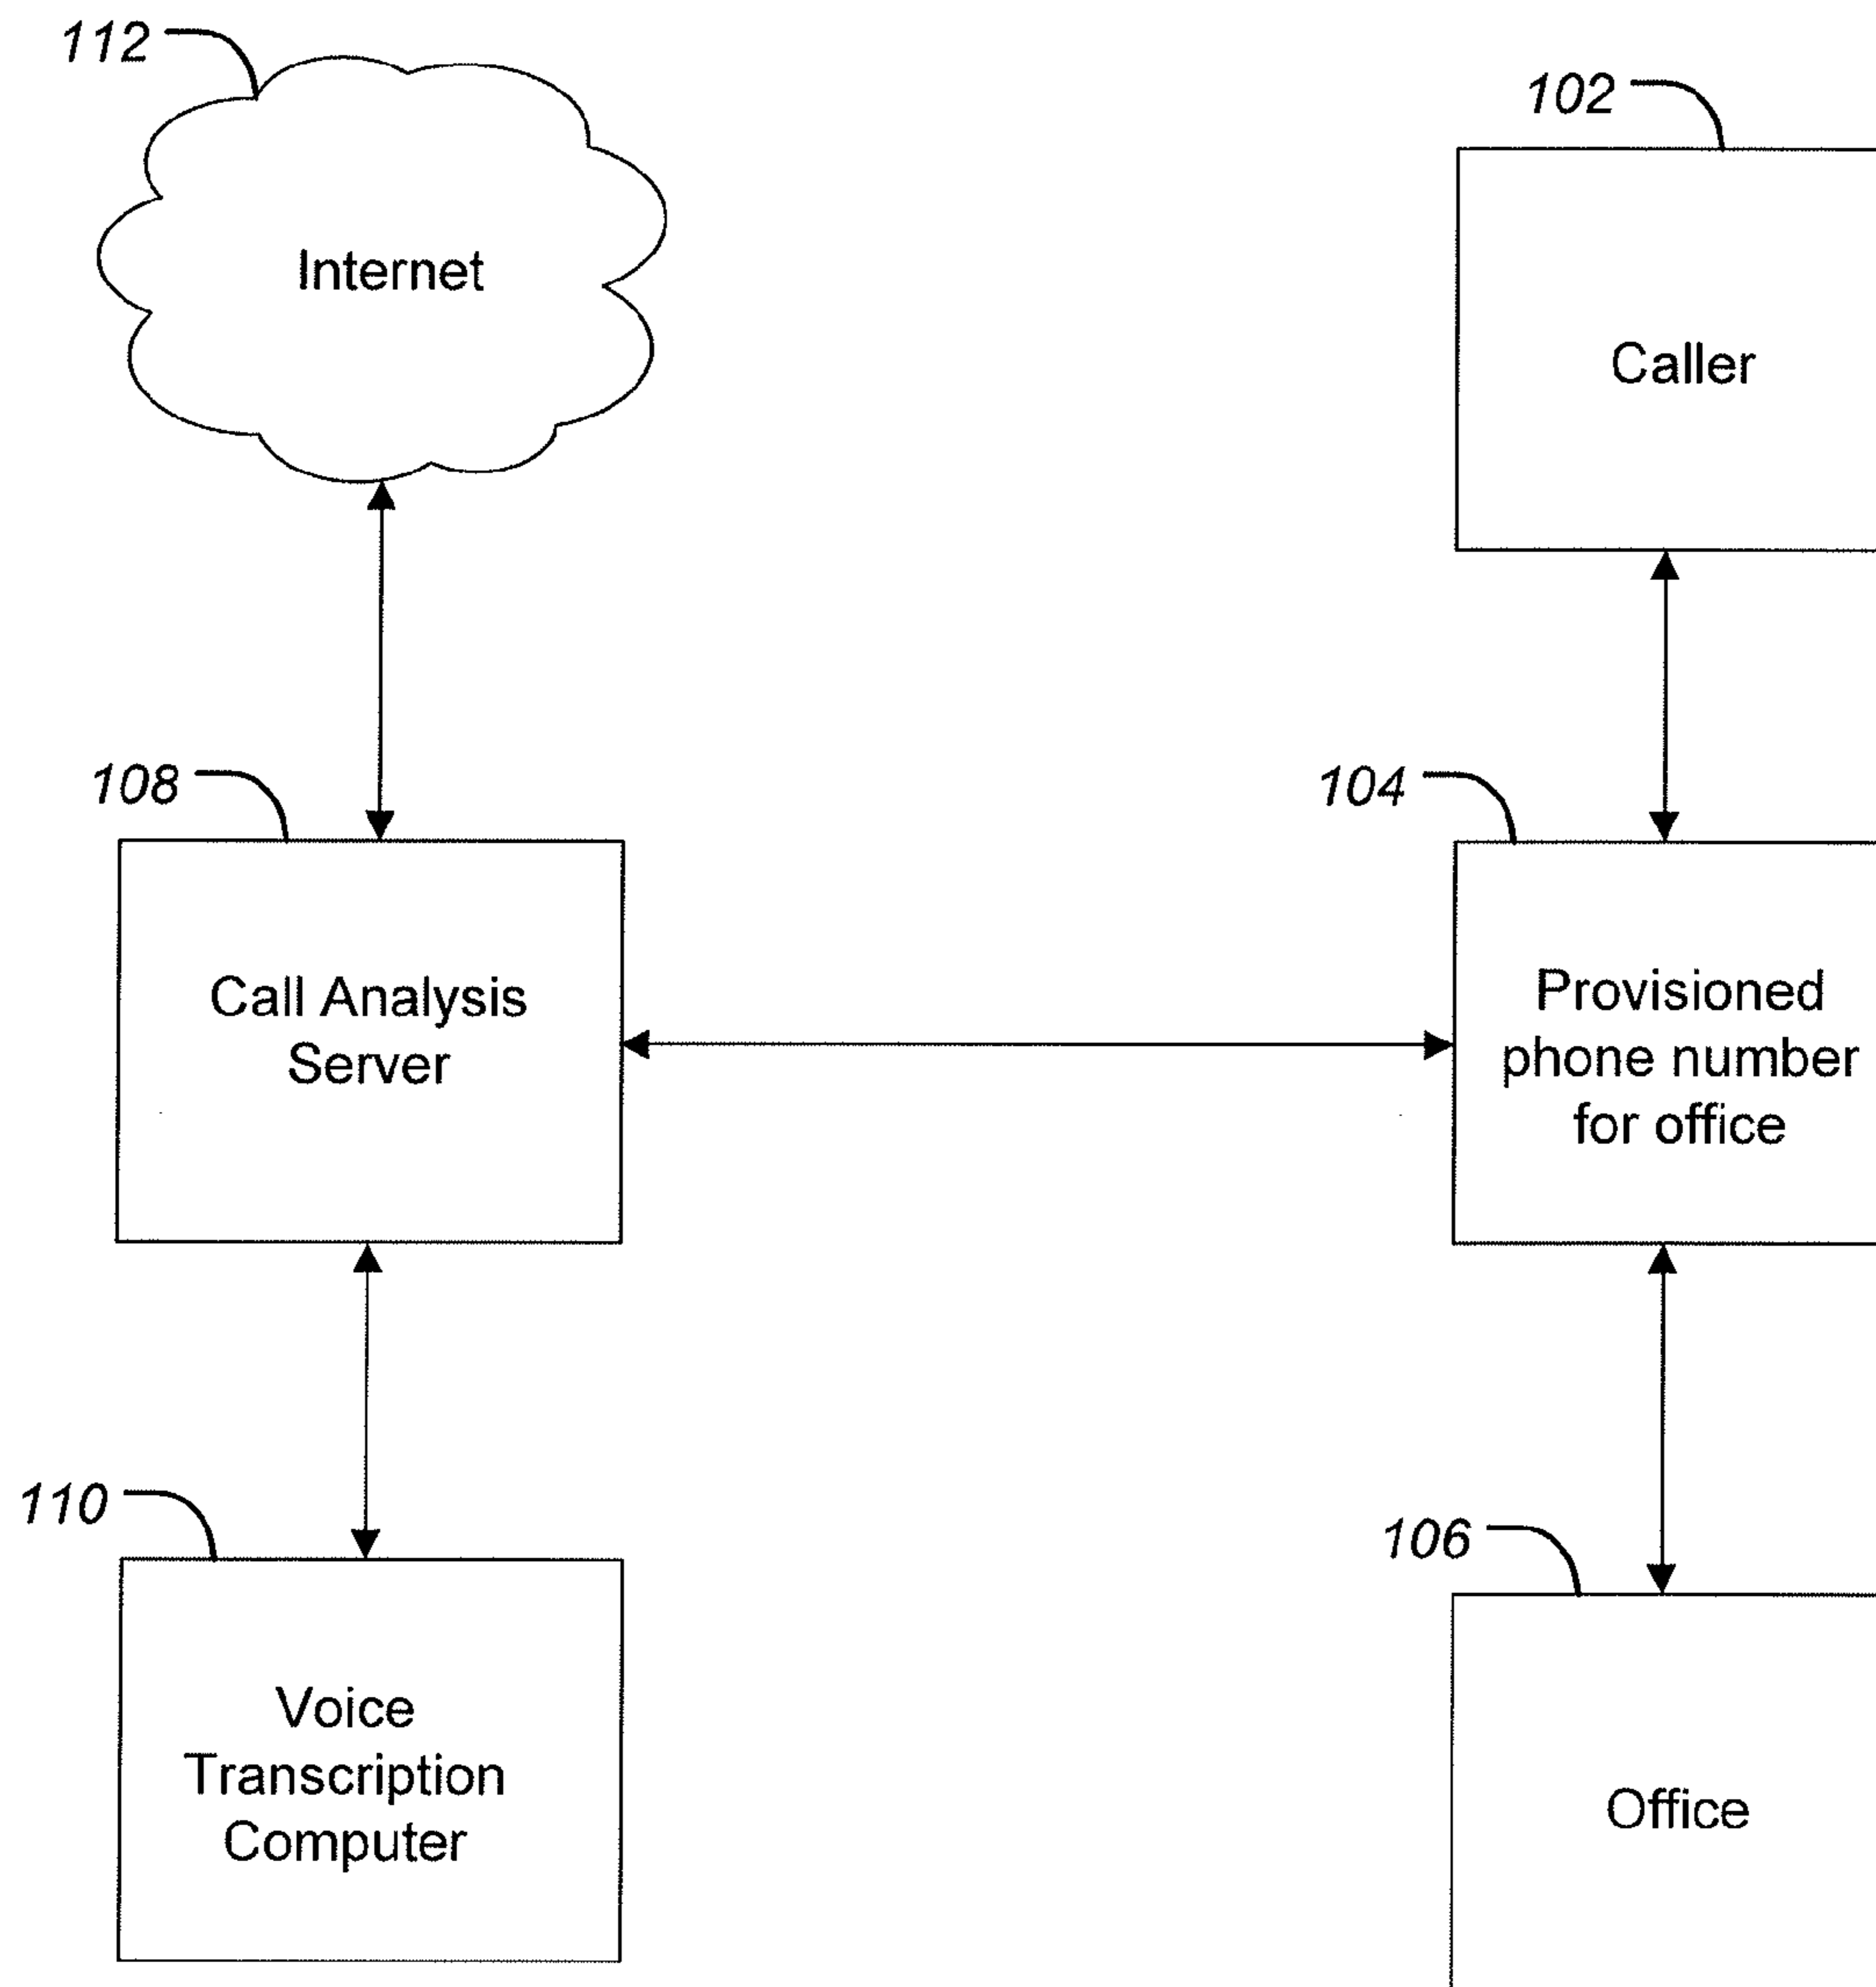 112
Internet
102
Caller
108
Call Analysis
Server
104
Provisioned
phone number
for office
110
Voice
Transcription
Computer
106
Office